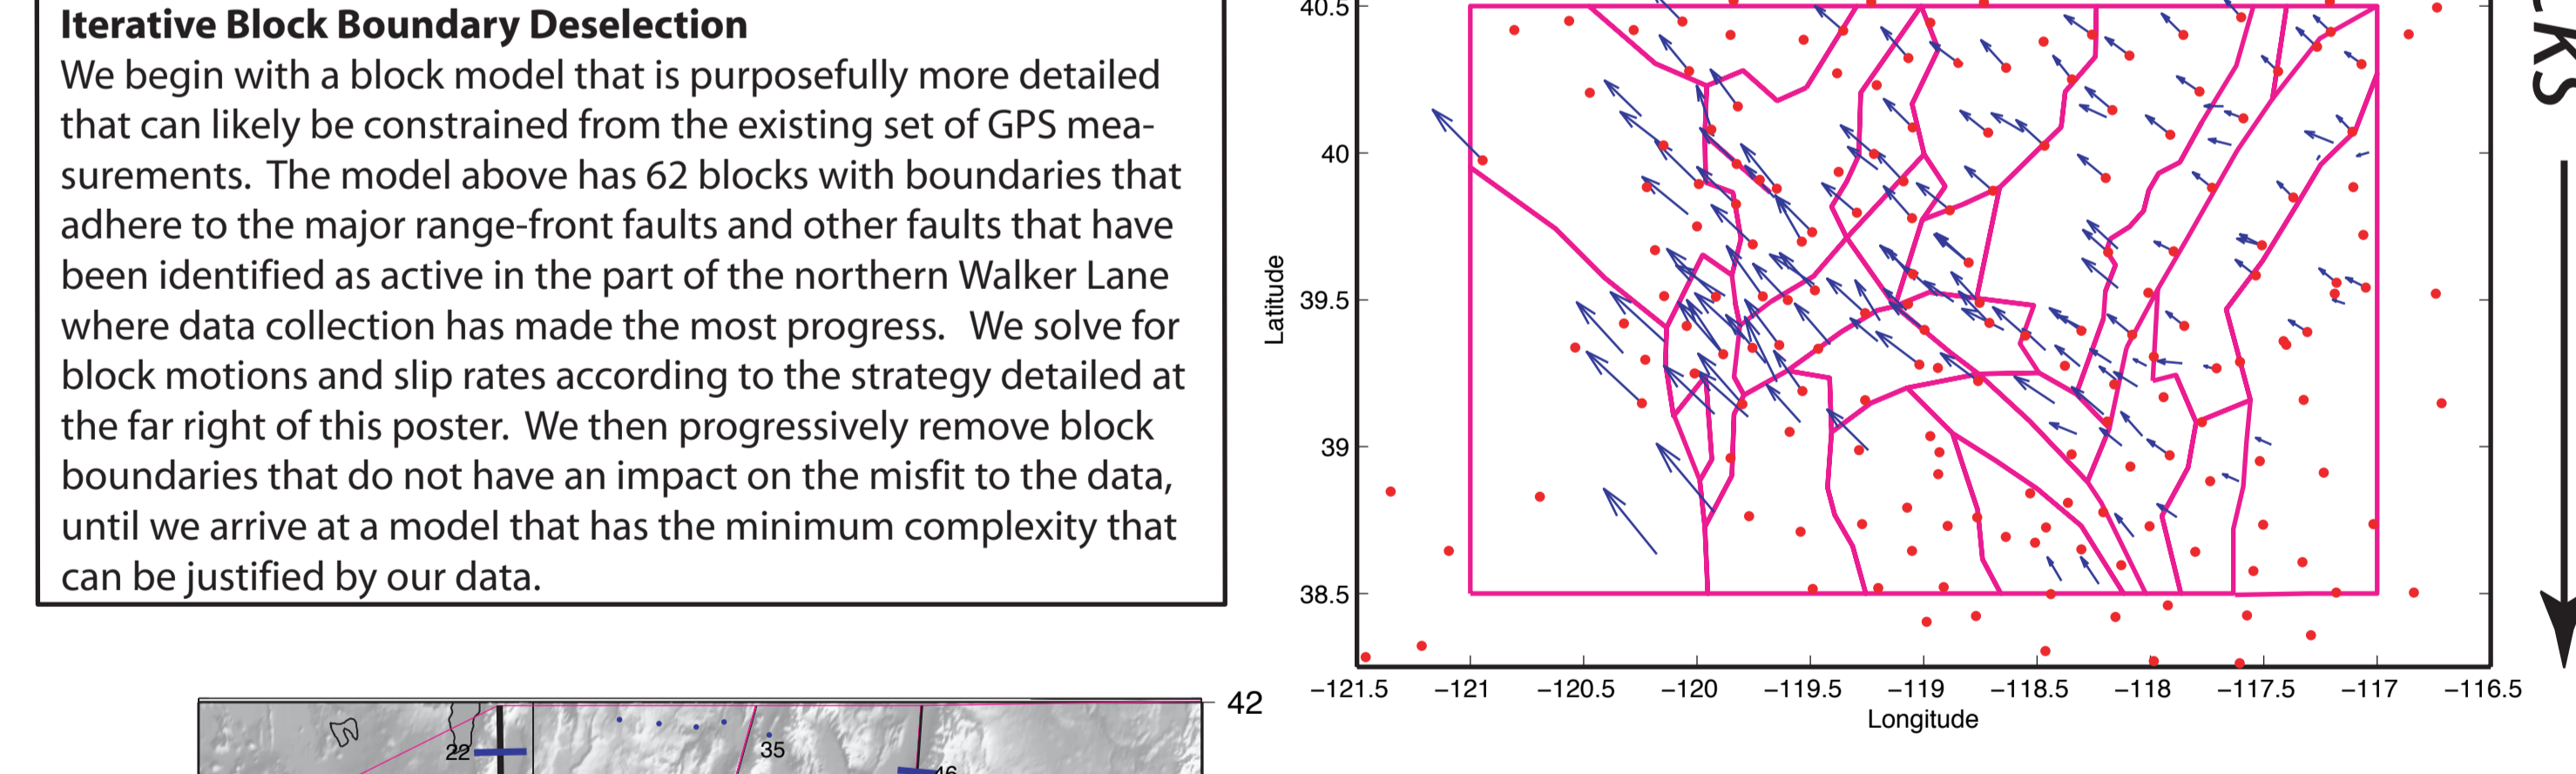 Iterative Block Boundary Deselection
We begin with a block model that is purposefully more detailed
that can likely be constrained from the existing set of GPS mea-
surements. The model above has 62 blocks with boundaries that
adhere to the major range-front faults and other faults that have
been identified as active in the part of the northern Walker Lane
where data collection has made the most progress. We solve for
block motions and slip rates according to the strategy detailed at
the far right of this poster. We then progressively remove block
boundaries that do not have an impact on the misfit to the data,
until we arrive at a model that has the minimum complexity that
can be justified by our data.
40.5
40
39.5
39
38.5
Latitude
−121.5 −121 −120.5 −120 −119.5 −119 −118.5 −118 −117.5 −117 −116.5
Longitude
42
22
35